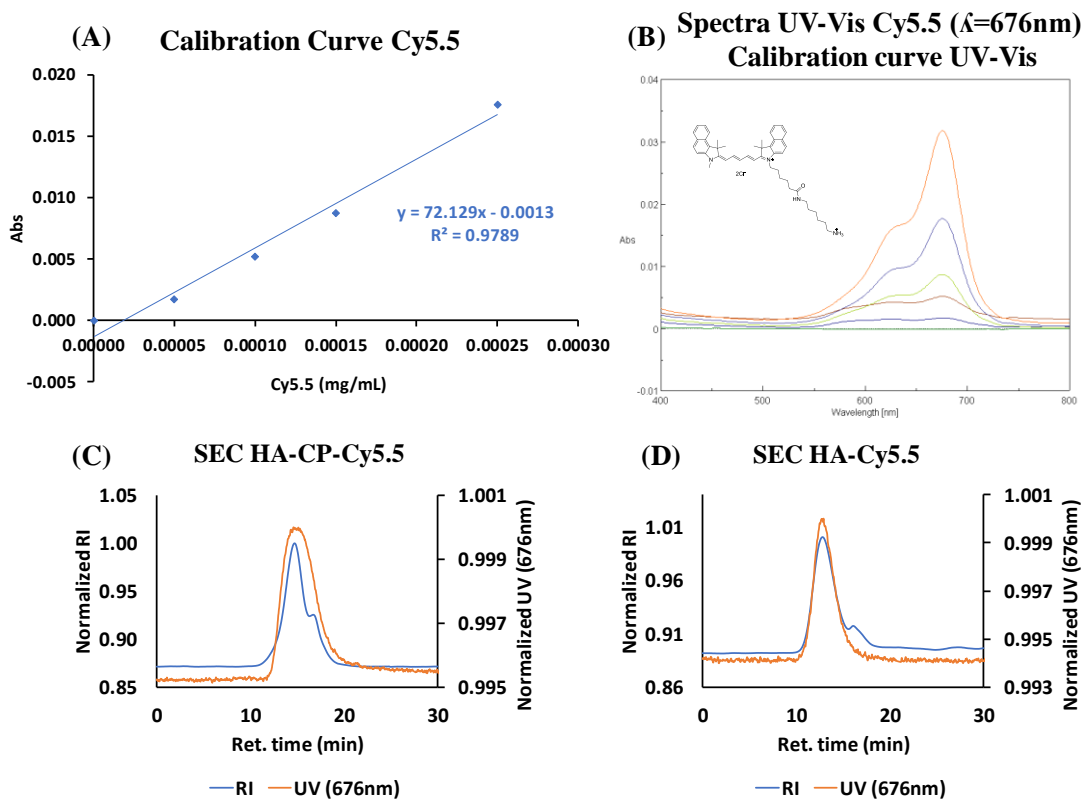 (A)
Calibration Curve Cy5.5
0.020
0.015
0.010
0.005
0.000
-0.005
Abs
y = 72.129x - 0.0013
R² = 0.9789
0.00000 0.00005 0.00010 0.00015 0.00020 0.00025 0.00030
Cy5.5 (mg/mL)
(B)
Spectra UV-Vis Cy5.5 (ʎ=676nm)
Calibration curve UV-Vis
0.04
0.03
0.02
Abs
0.01
0
-0.01
400 500 600 700 800
Wavelength [nm]
N
N
2Cl-
O
HN
NH3
(C)
SEC HA-CP-Cy5.5
1.05
1.00
0.95
0.90
0.85
Normalized RI
1.001
0.999
0.997
0.995
Normalized UV (676nm)
0 10 20 30
Ret. time (min)
RI UV (676nm)
(D)
SEC HA-Cy5.5
1.01
0.96
0.91
0.86
Normalized RI
1.001
0.999
0.997
0.995
0.993
Normalized UV (676nm)
0 10 20 30
Ret. time (min)
RI UV (676nm)